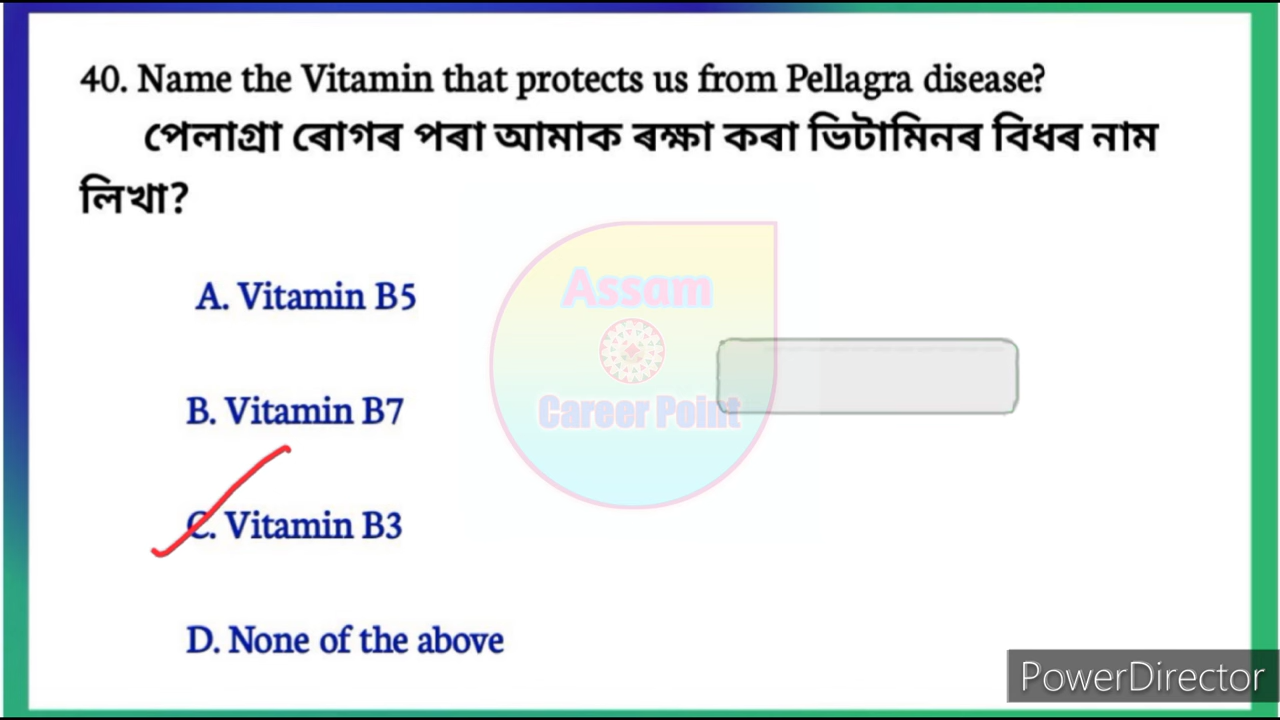 40. Name the Vitamin that protects us from Pellagra disease?
পেলাগ্ৰা ৰোগৰ পৰা আমাক ৰক্ষা কৰা ভিটামিনৰ বিধৰ নাম
লিখা?
A. Vitamin B5
B. Vitamin B7
C. Vitamin B3
D. None of the above
Assam
Career Point
PowerDirector